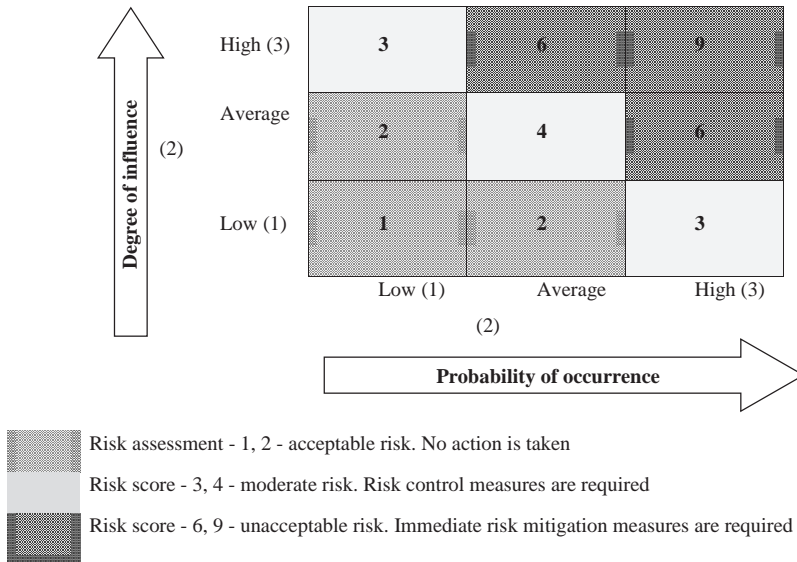 High (3)
3
6
9
Average
(2)
2
4
6
Low (1)
1
2
3
Degree of influence
Low (1)
Average
High (3)
(2)
Probability of occurrence
Risk assessment - 1, 2 - acceptable risk. No action is taken
Risk score - 3, 4 - moderate risk. Risk control measures are required
Risk score - 6, 9 - unacceptable risk. Immediate risk mitigation measures are required